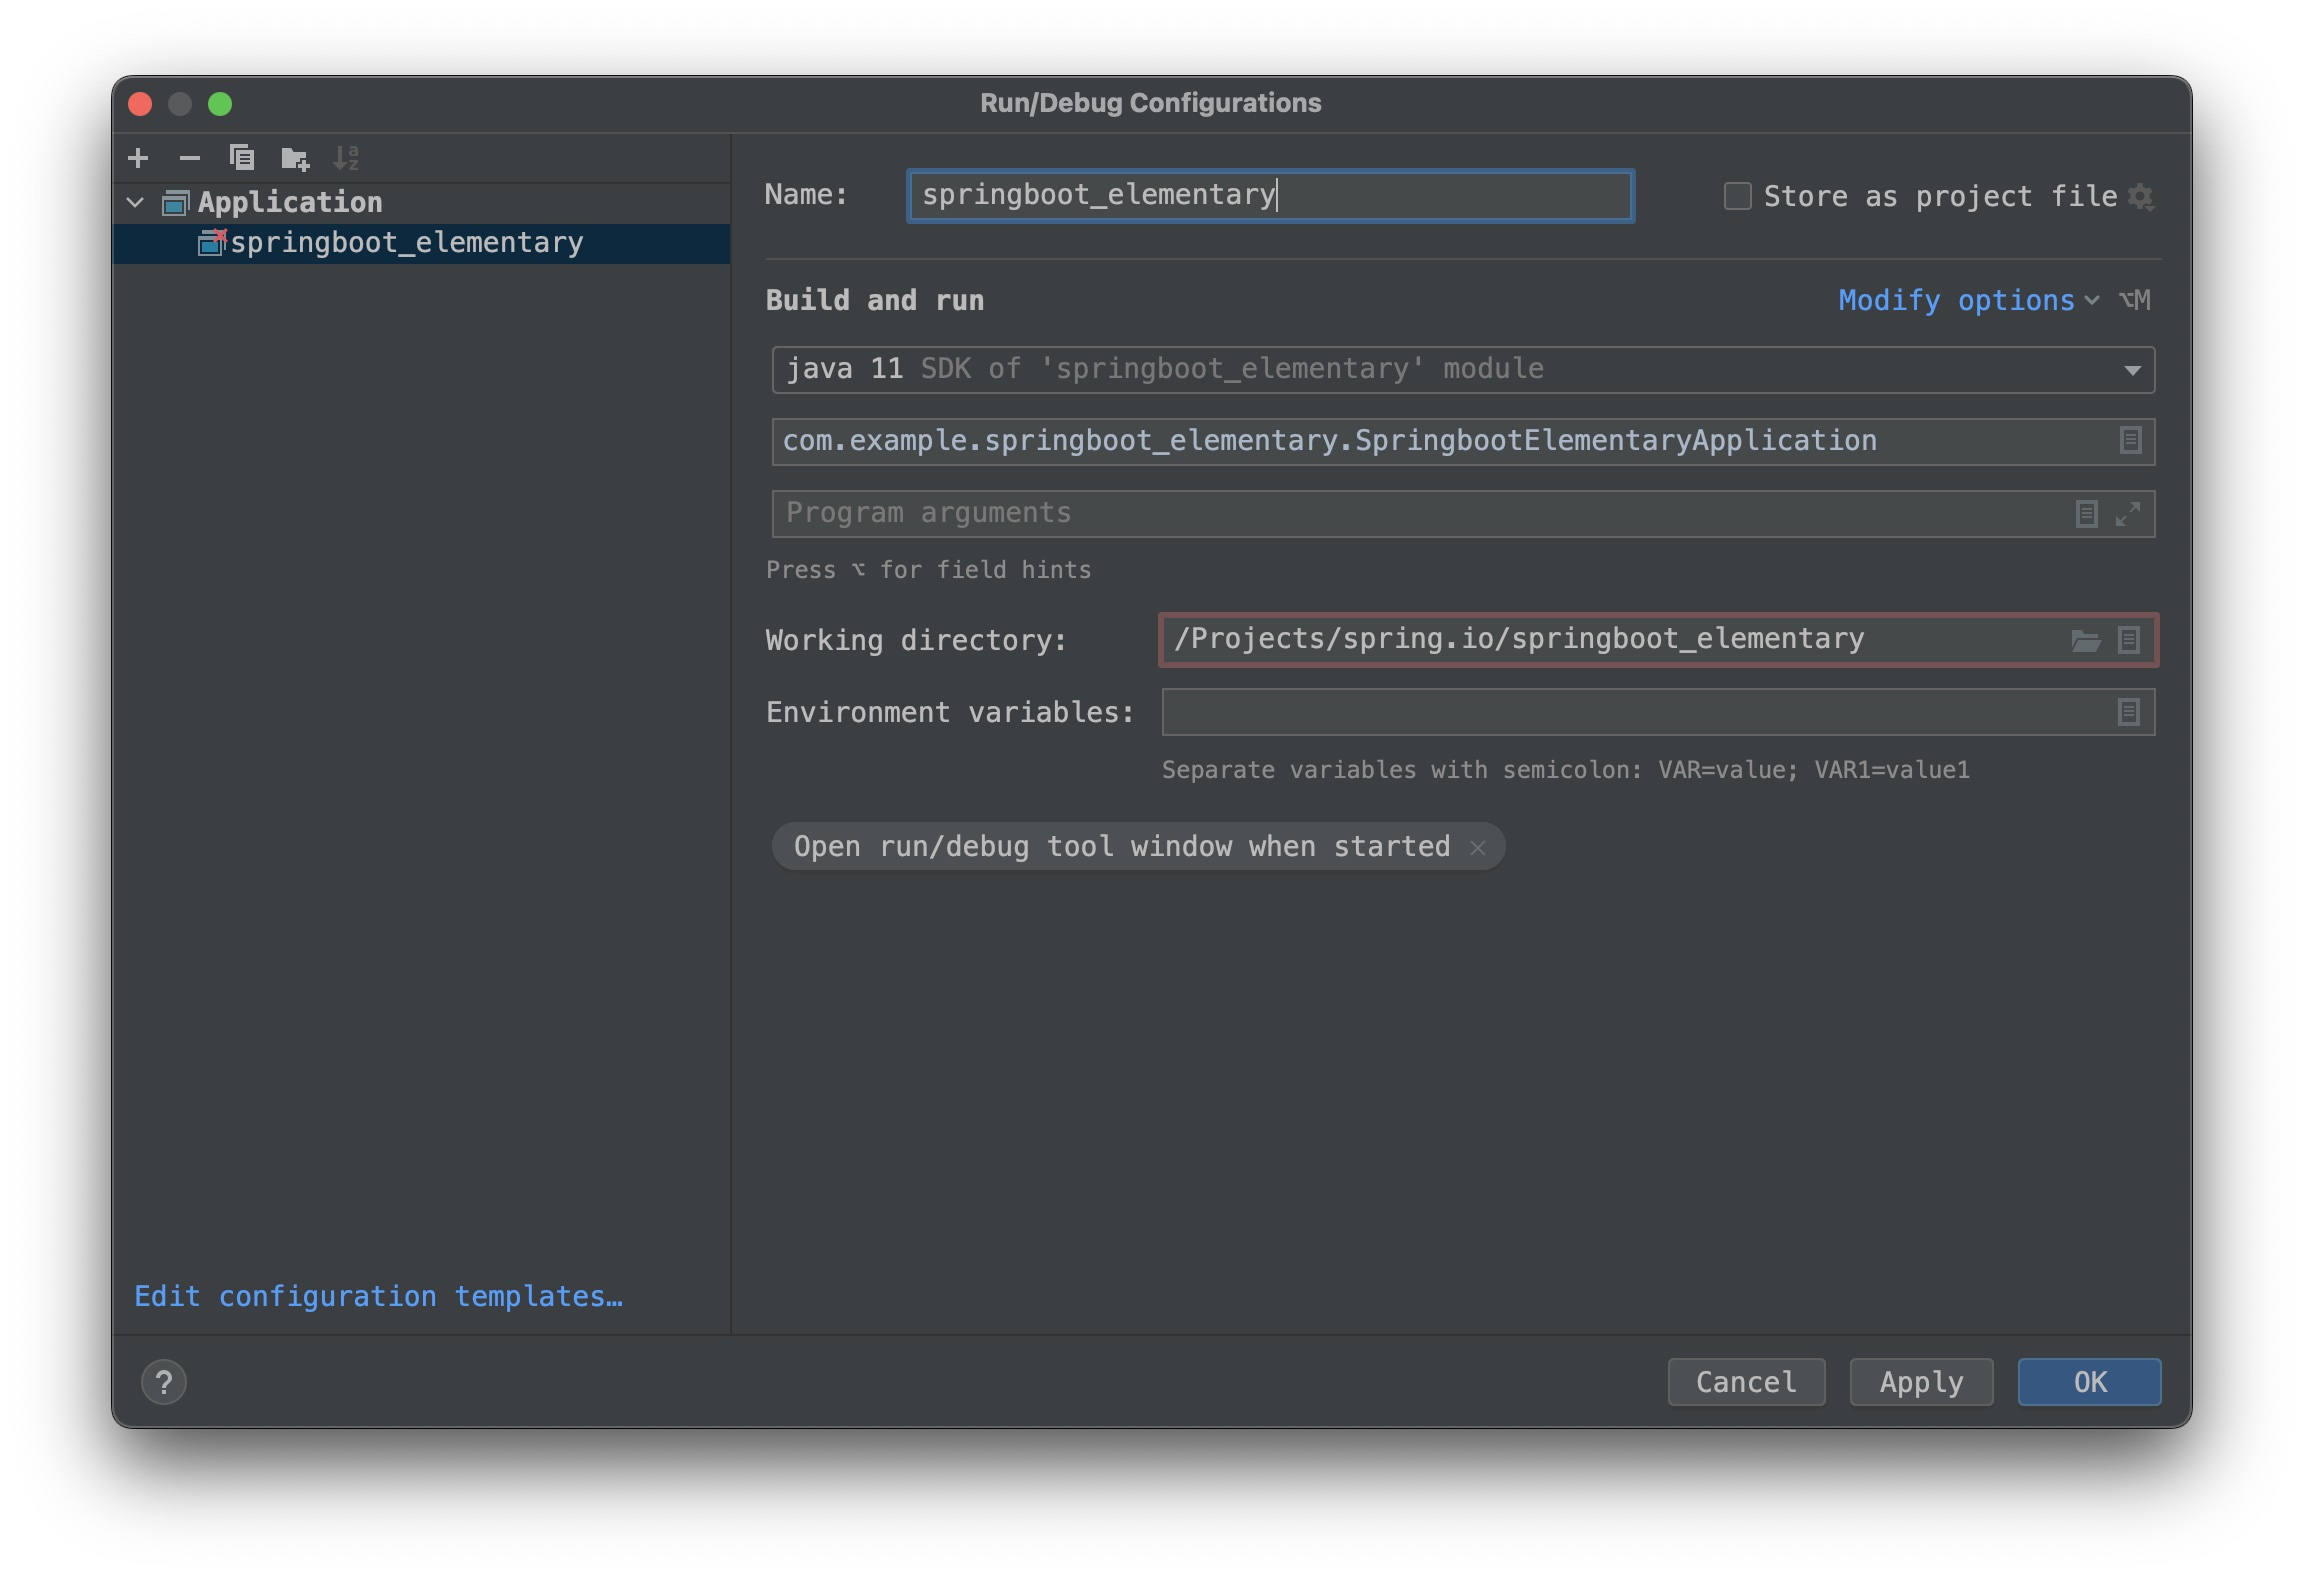 Run/Debug Configurations
Application
springboot_elementary
Edit configuration templates…
Name: springboot_elementary Store as project file
Build and run Modify options ⌥M
java 11 SDK of 'springboot_elementary' module
com.example.springboot_elementary.SpringbootElementaryApplication
Program arguments
Press ⌥ for field hints
Working directory: /Projects/spring.io/springboot_elementary
Environment variables:
Separate variables with semicolon: VAR=value; VAR1=value1
Open run/debug tool window when started ×
? Cancel Apply OK